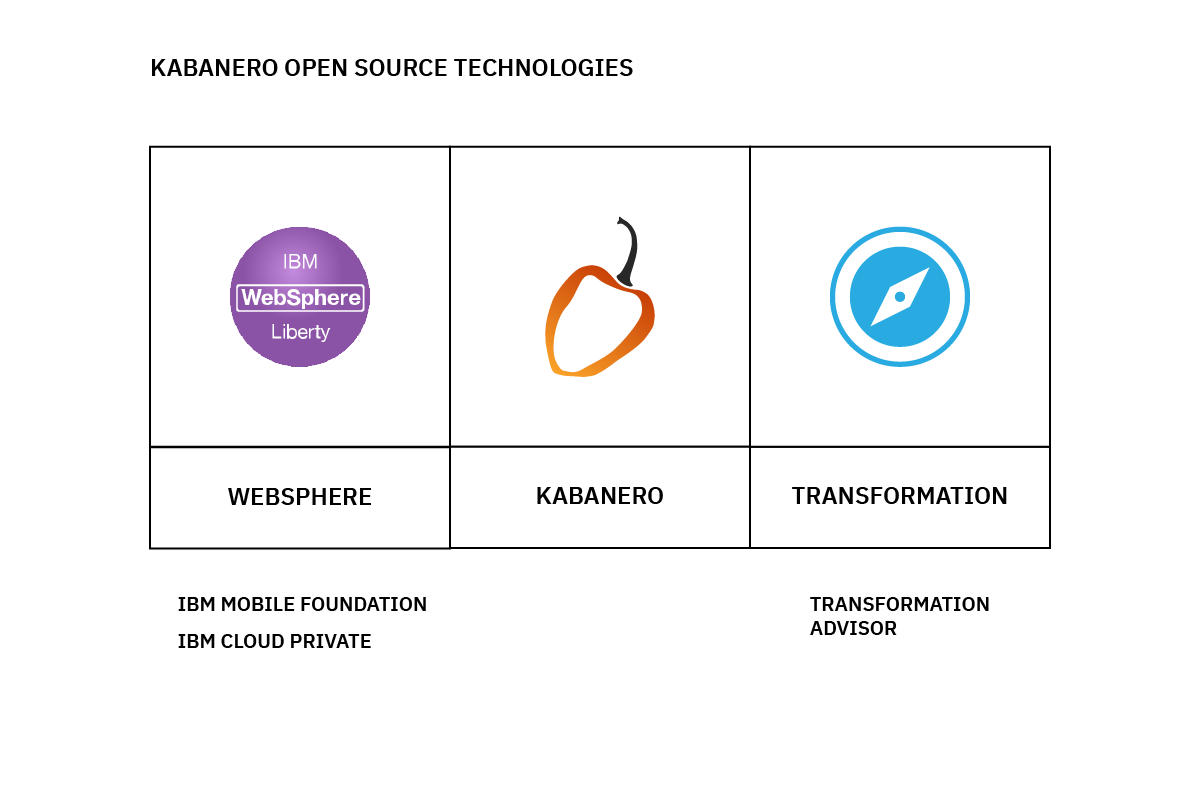 KABANERO OPEN SOURCE TECHNOLOGIES
IBM
WebSphere
Liberty
WEBSPHERE
KABANERO
TRANSFORMATION
IBM MOBILE FOUNDATION
IBM CLOUD PRIVATE
TRANSFORMATION
ADVISOR